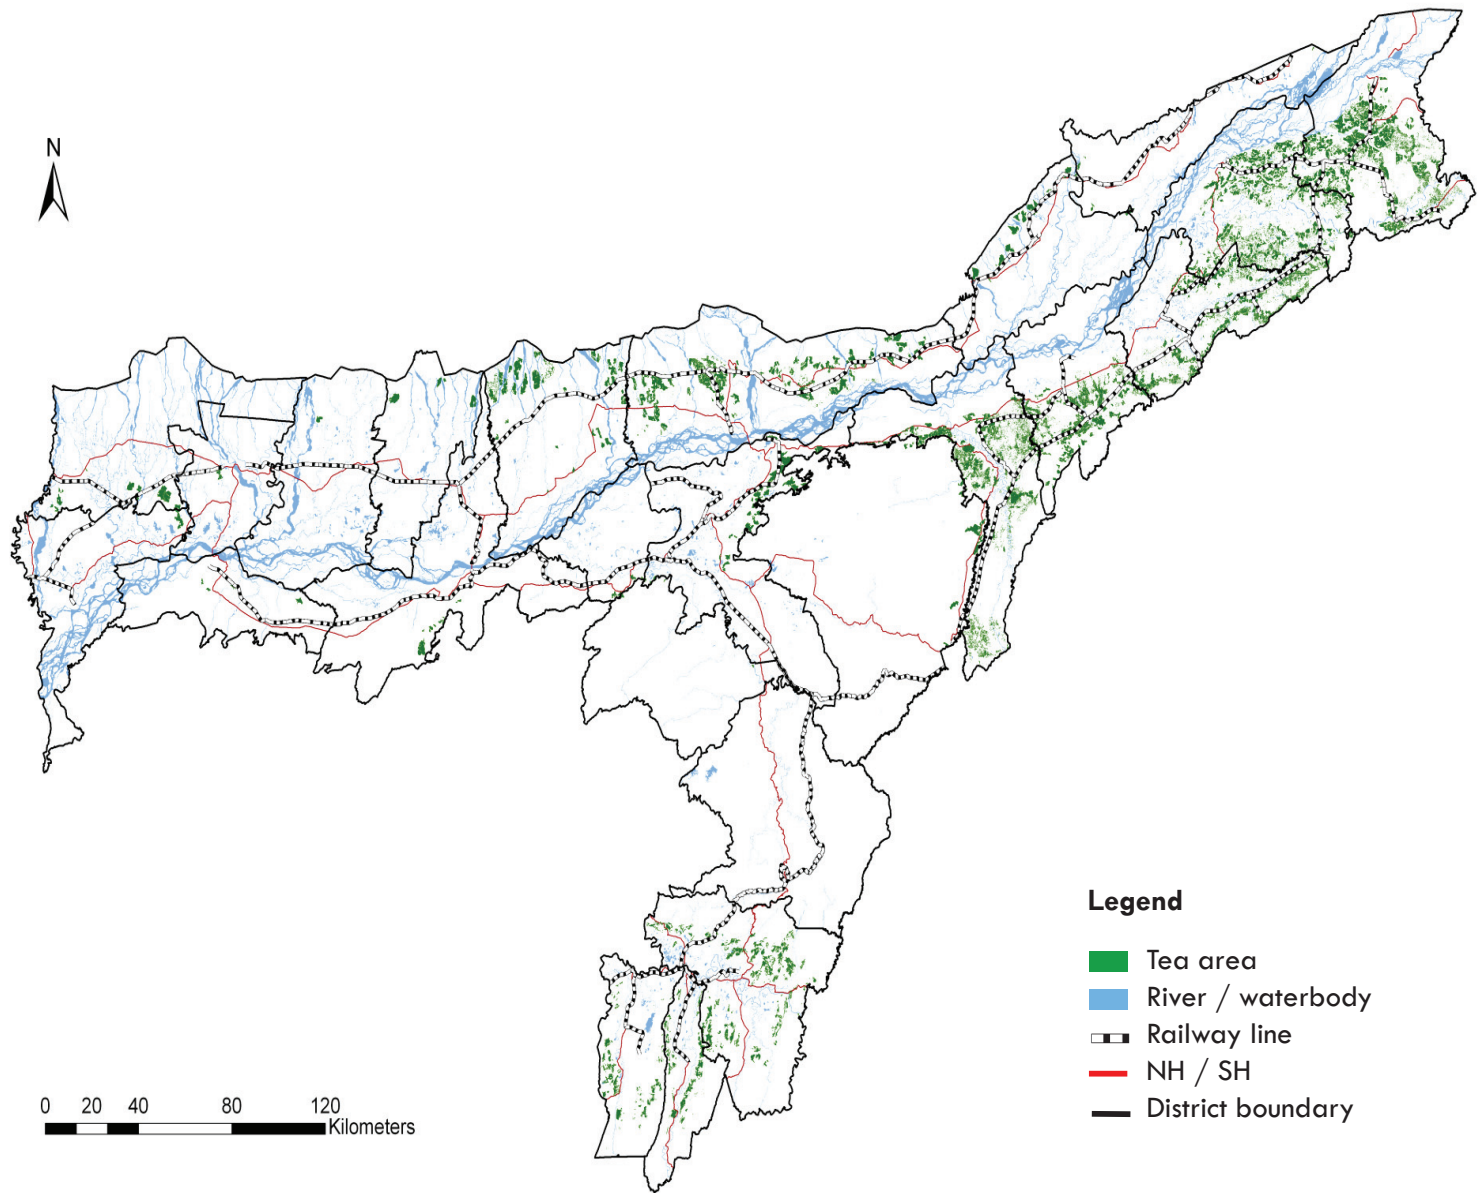 N
Legend
Tea area
River / waterbody
Railway line
NH / SH
District boundary
0 20 40 80 120
Kilometers